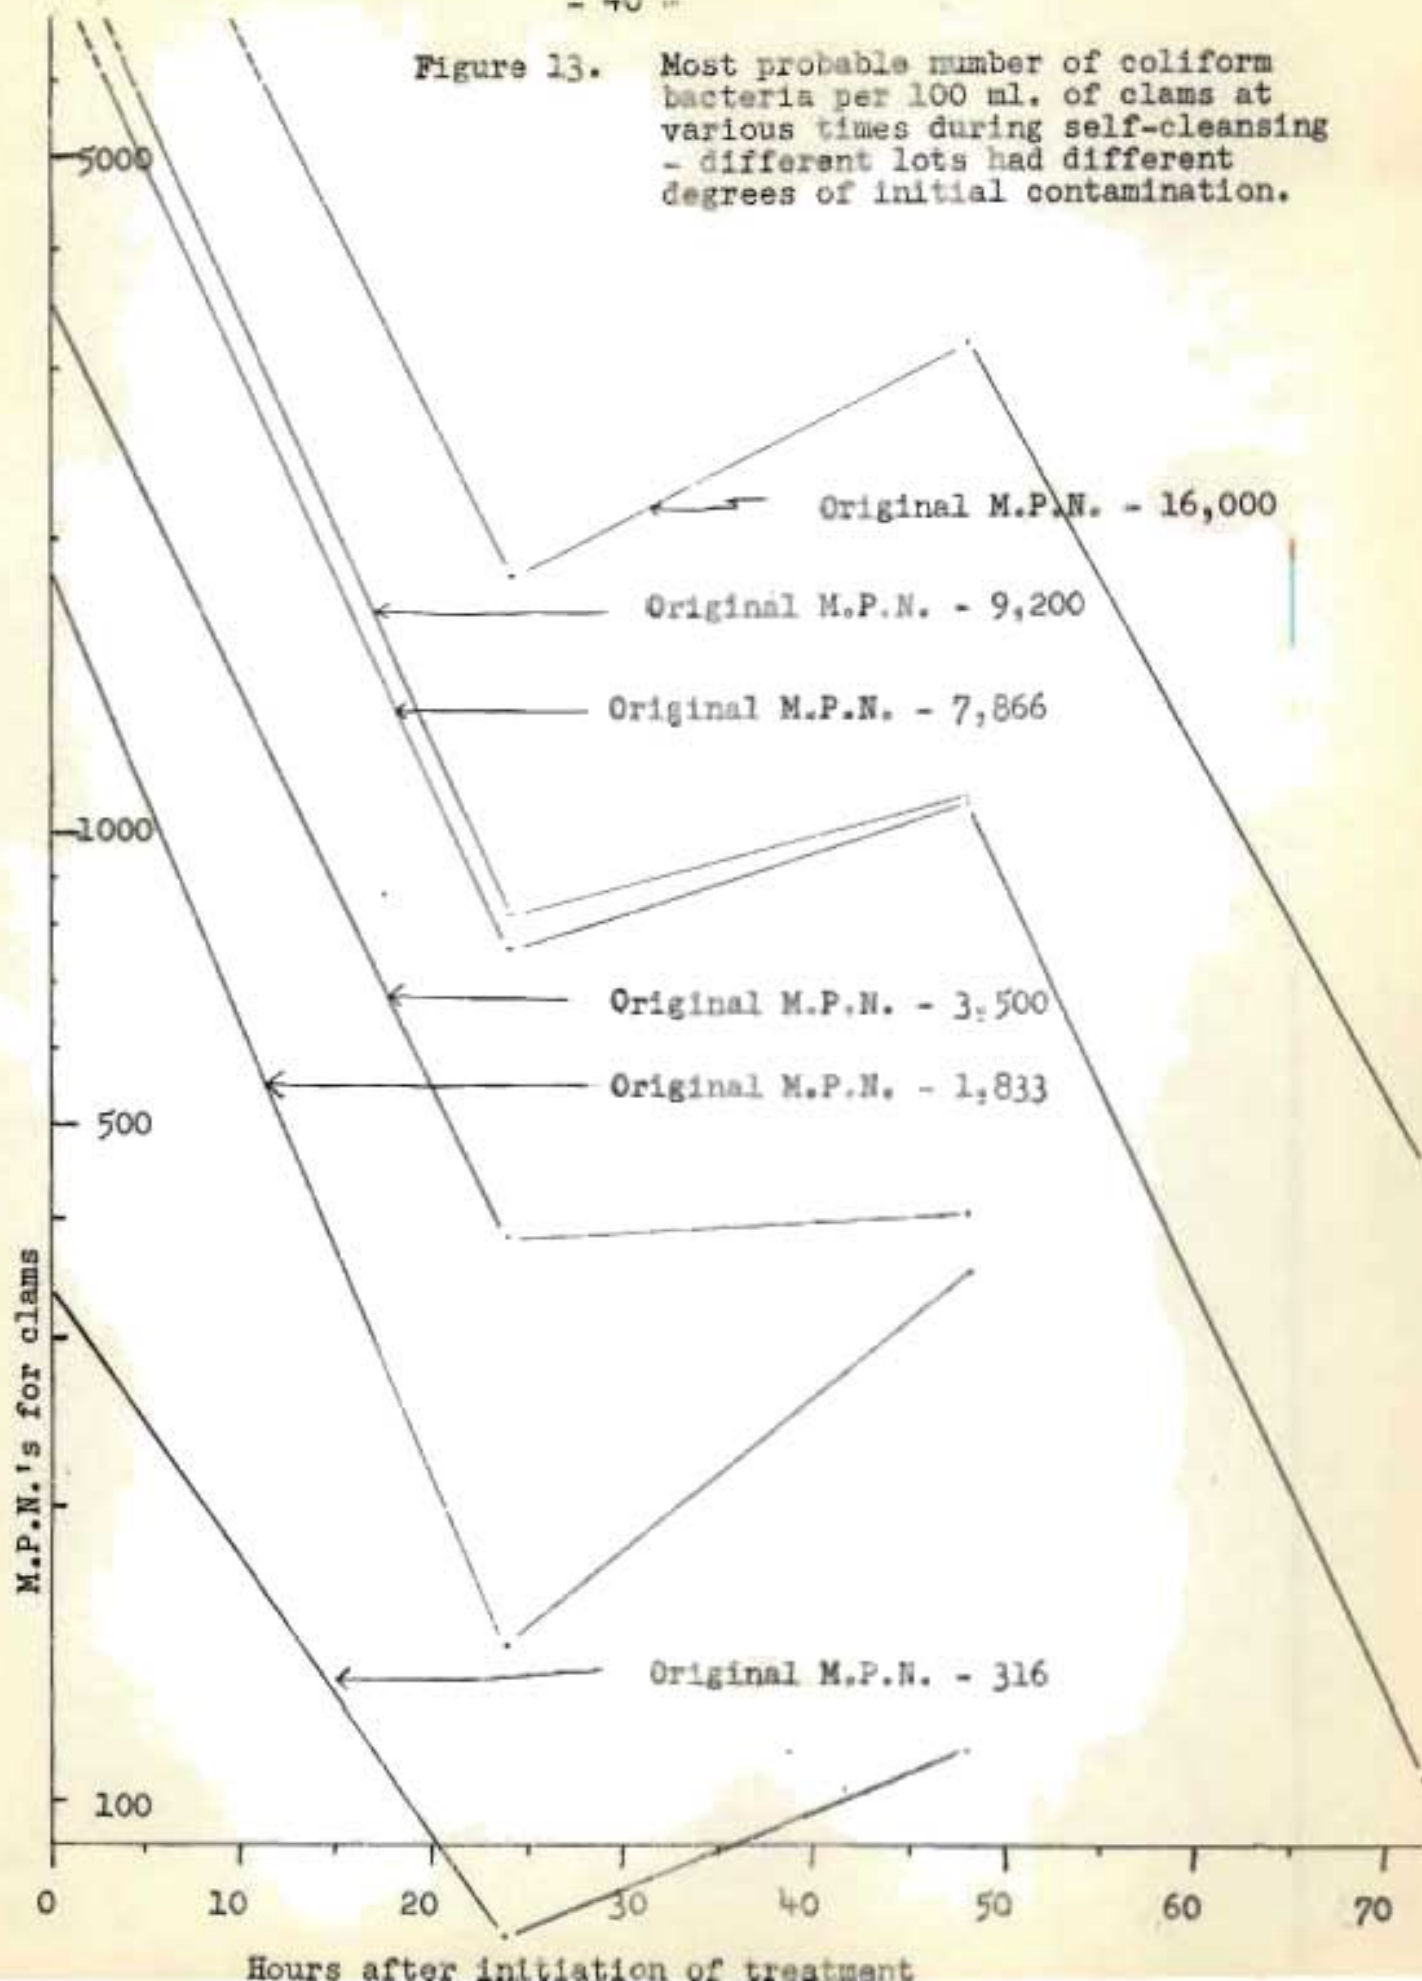 Figure 13. Most probable number of coliform
bacteria per 100 ml. of clams at
various times during self-cleansing
- different lots had different
degrees of initial contamination.
5000
Original M.P.N. - 16,000
Original M.P.N. - 9,200
Original M.P.N. - 7,866
1000
Original M.P.N. - 3,500
Original M.P.N. - 1,833
500
M.P.N.'s for clams
Original M.P.N. - 316
100
0 10 20 30 40 50 60 70
Hours after initiation of treatment